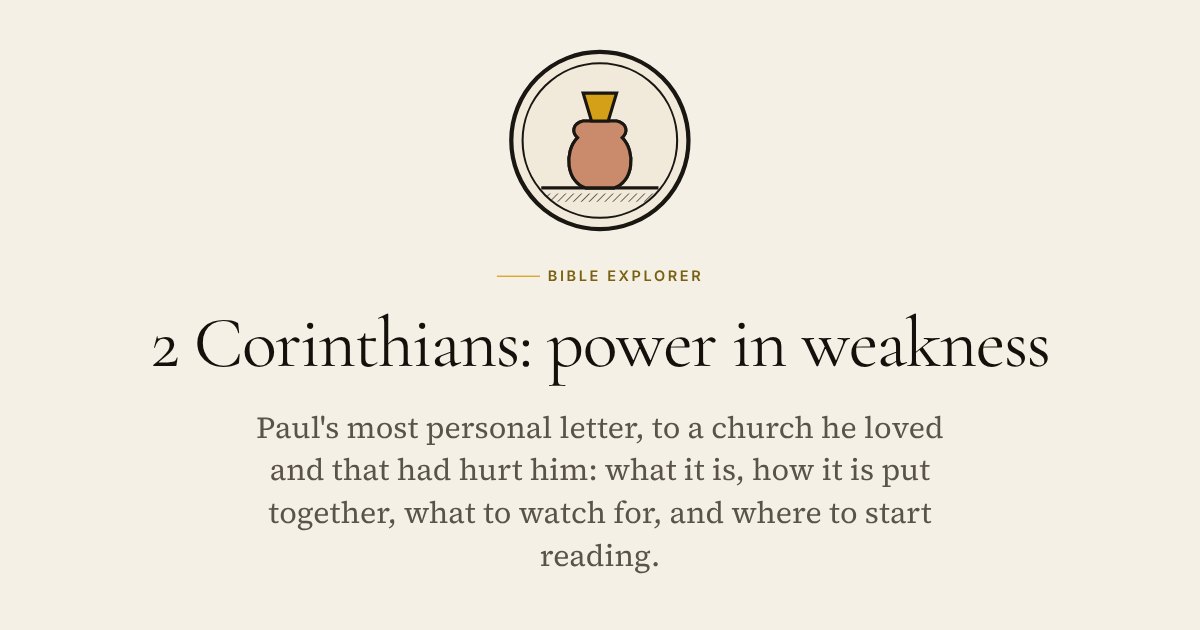 BIBLE EXPLORER
2 Corinthians: power in weakness
Paul's most personal letter, to a church he loved
and that had hurt him: what it is, how it is put
together, what to watch for, and where to start
reading.